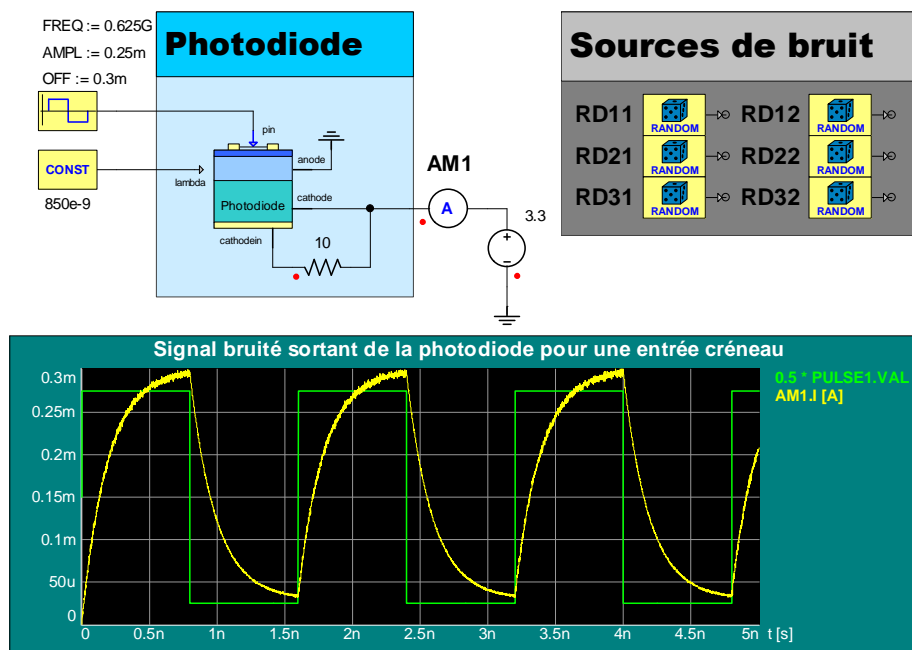 FREQ := 0.625G
AMPL := 0.25m
OFF := 0.3m
Photodiode
pin
anode
CONST
lambda
850e-9
Photodiode
cathode
cathodein
10
AM1
A
3.3
Sources de bruit
RD11 RANDOM RD12 RANDOM
RD21 RANDOM RD22 RANDOM
RD31 RANDOM RD32 RANDOM
Signal bruité sortant de la photodiode pour une entrée créneau
0.5 * PULSE1.VAL
AM1.I [A]
0.3m
0.25m
0.2m
0.15m
0.1m
50u
0
0 0.5n 1n 1.5n 2n 2.5n 3n 3.5n 4n 4.5n 5n t [s]